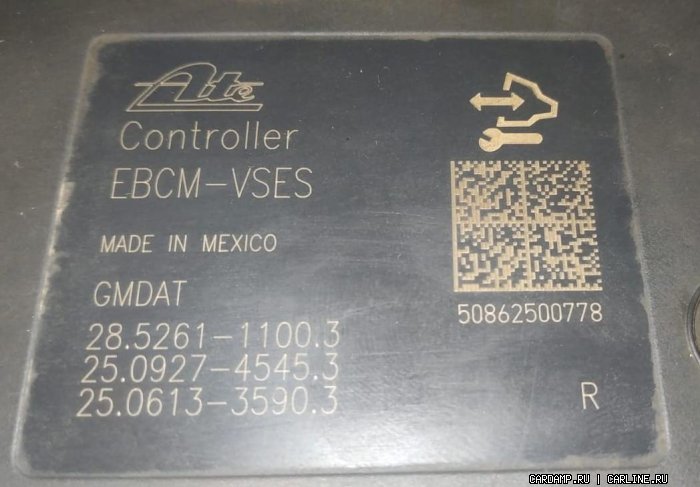 Ate
Controller
EBCM-VSES
MADE IN MEXICO
GMDAT
28.5261-1100.3
25.0927-4545.3
25.0613-3590.3
50862500778
R
CARDAMP.RU | CARLINE.RU